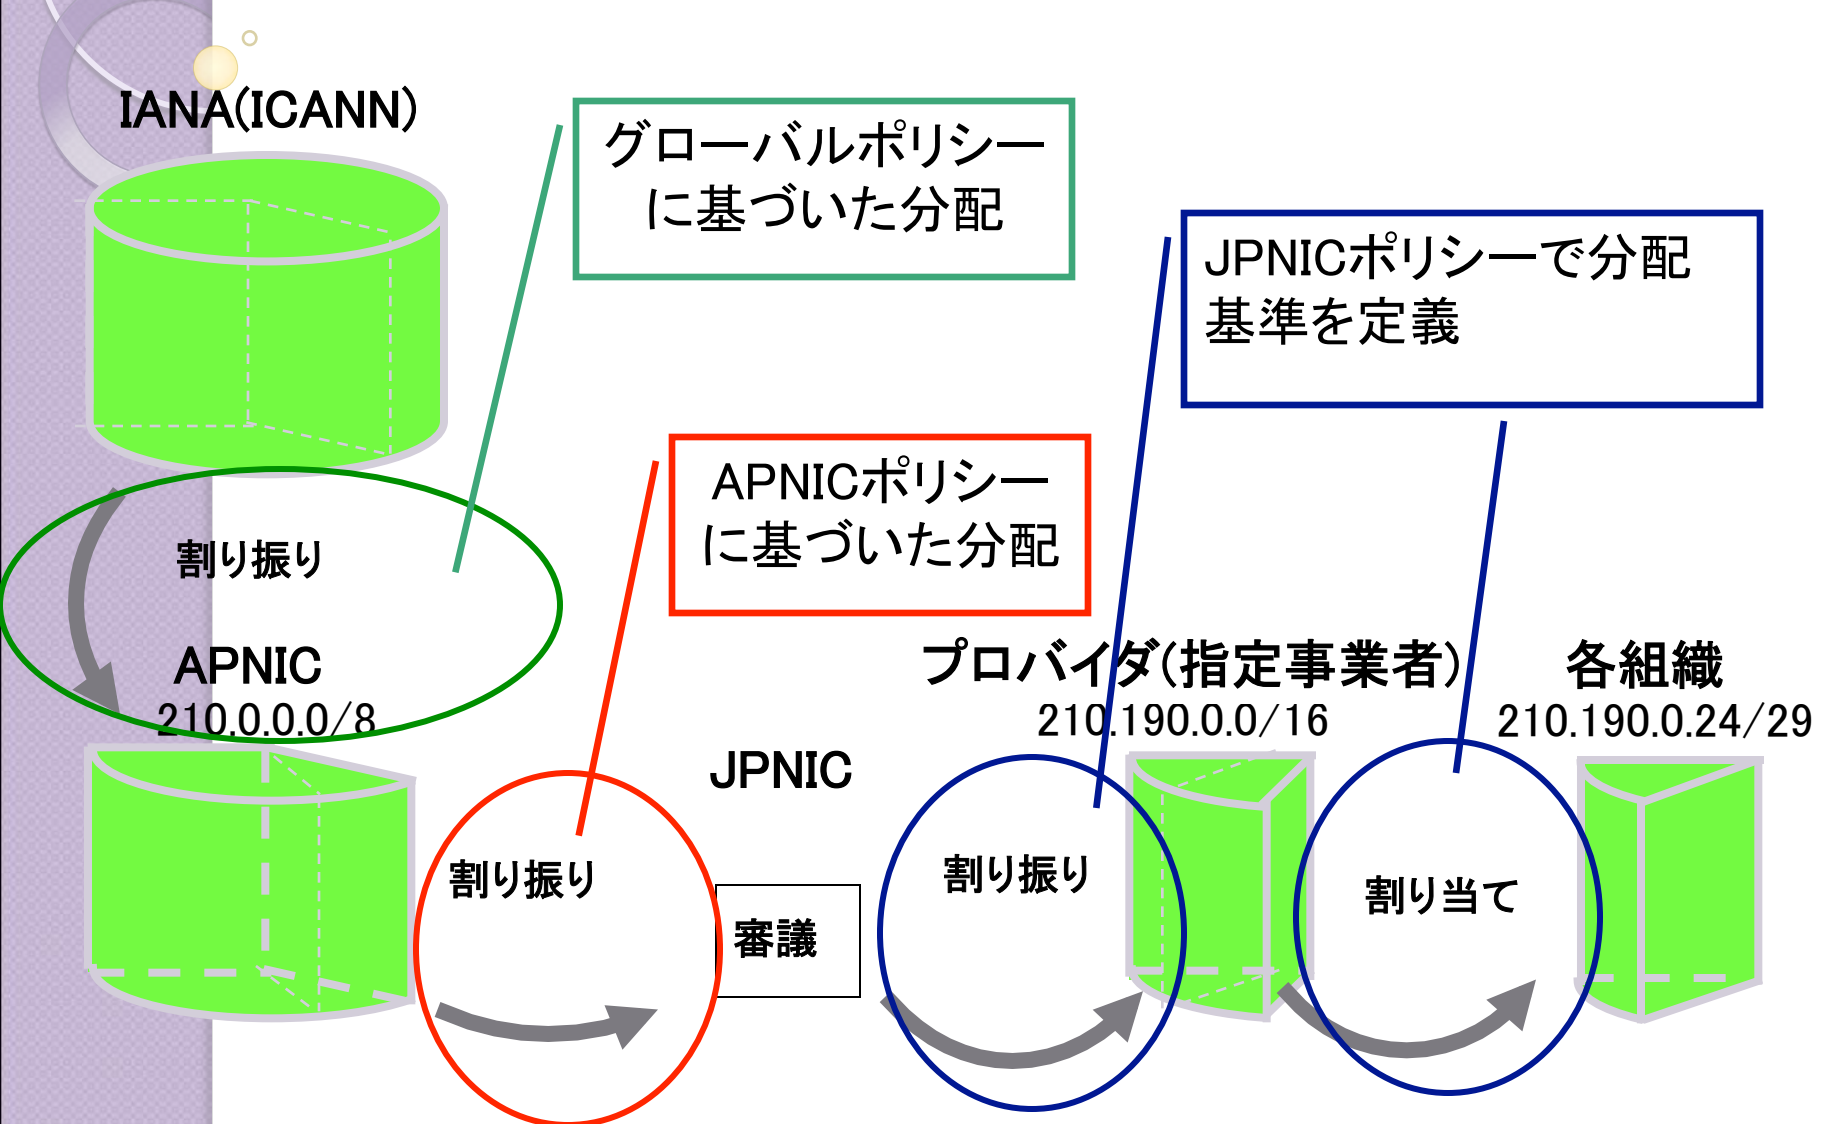 IANA(ICANN)
グローバルポリシー
に基づいた分配
JPNICポリシーで分配
基準を定義
APNICポリシー
に基づいた分配
割り振り
APNIC
210.0.0.0/8
プロバイダ(指定事業者)
210.190.0.0/16
各組織
210.190.0.24/29
JPNIC
割り振り
審議
割り振り
割り当て